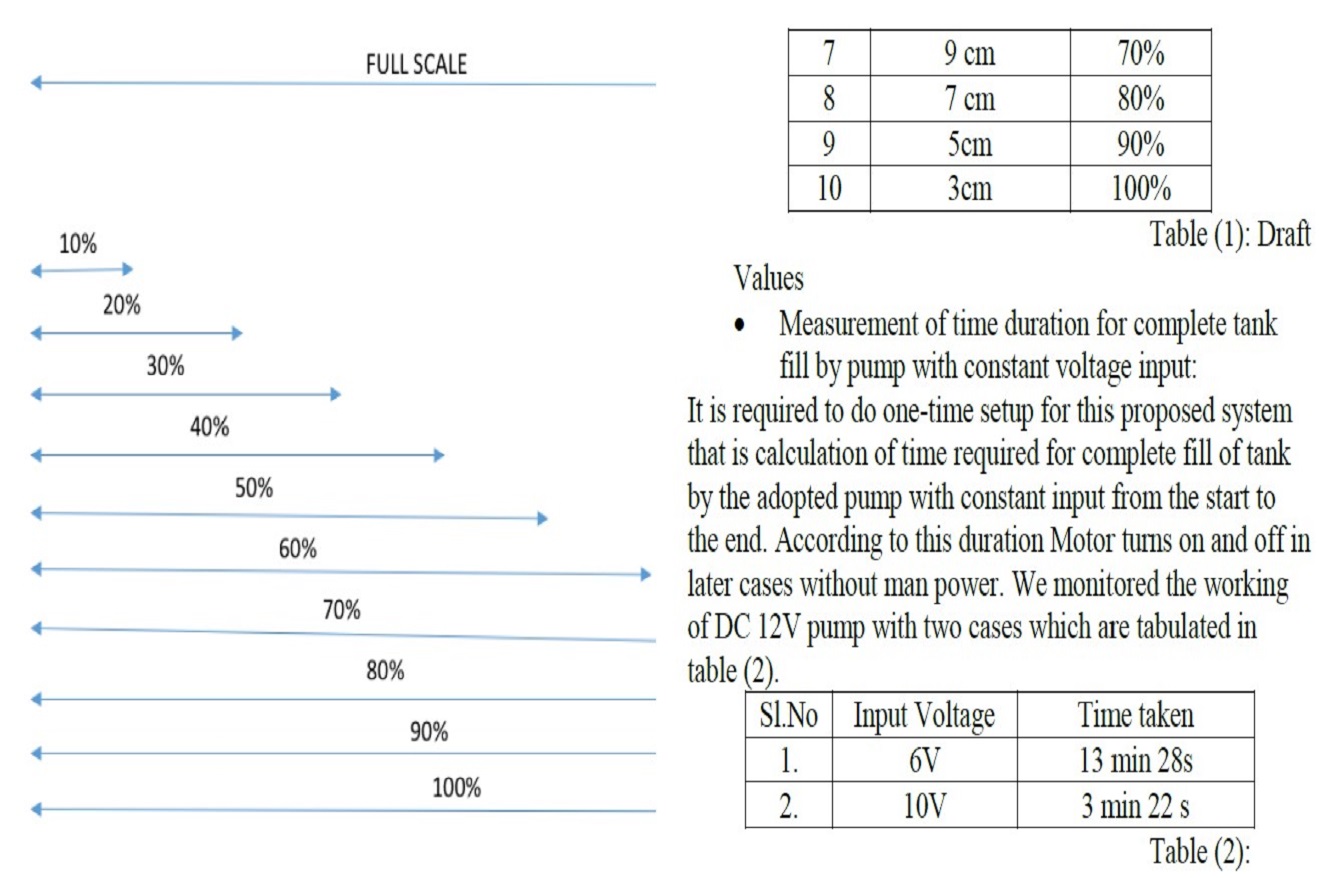 FULL SCALE
10%
20%
30%
40%
50%
60%
70%
80%
90%
100%
7 9 cm 70%
8 7 cm 80%
9 5cm 90%
10 3cm 100%
Table (1): Draft
Values
• Measurement of time duration for complete tank
fill by pump with constant voltage input:
It is required to do one-time setup for this proposed system
that is calculation of time required for complete fill of tank
by the adopted pump with constant input from the start to
the end. According to this duration Motor turns on and off in
later cases without man power. We monitored the working
of DC 12V pump with two cases which are tabulated in
table (2).
Sl.No Input Voltage Time taken
1. 6V 13 min 28s
2. 10V 3 min 22 s
Table (2):